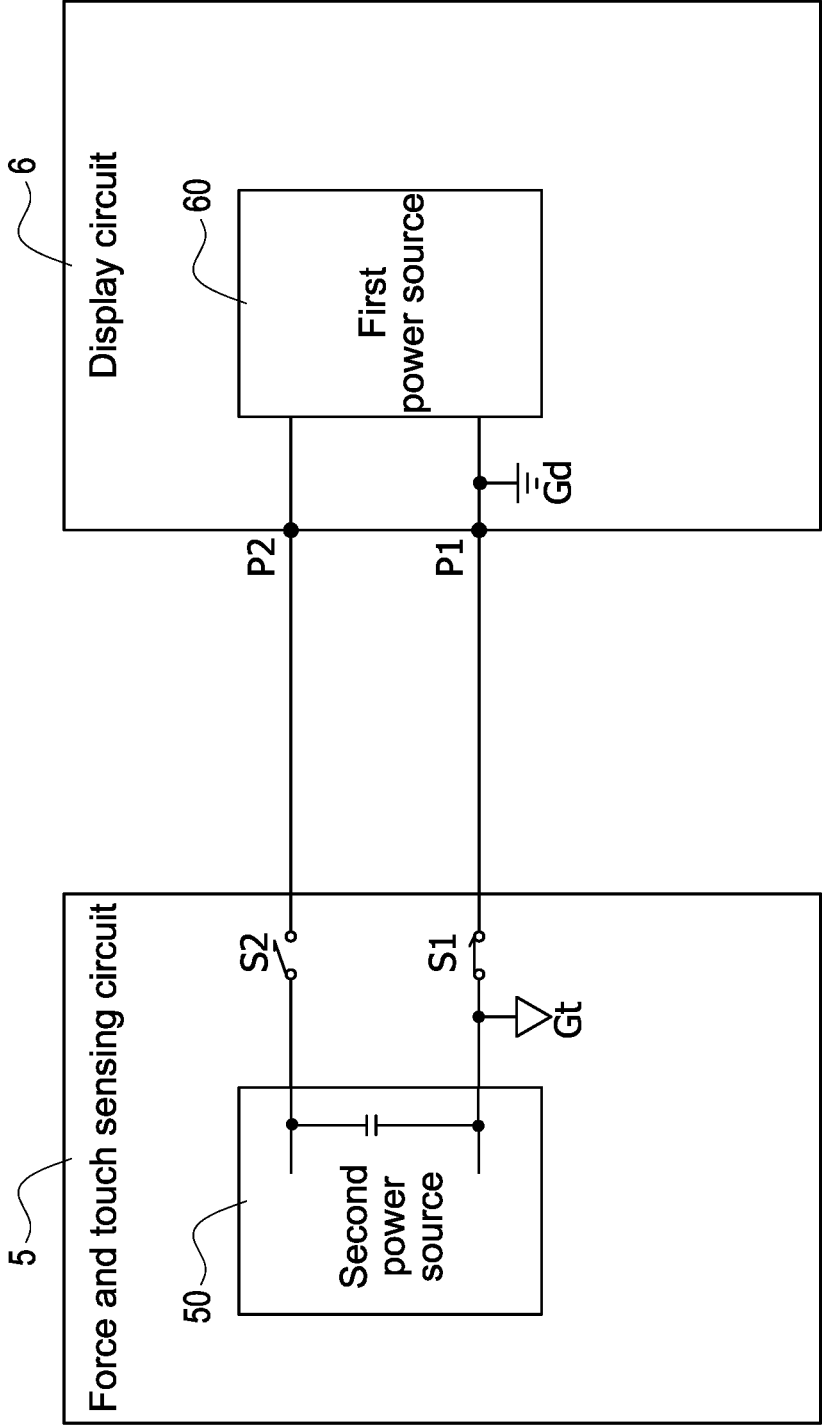 5
Force and touch sensing circuit
50
Second
power
source
S2
S1
Gt
6
Display circuit
60
First
power source
P2
P1
Gd